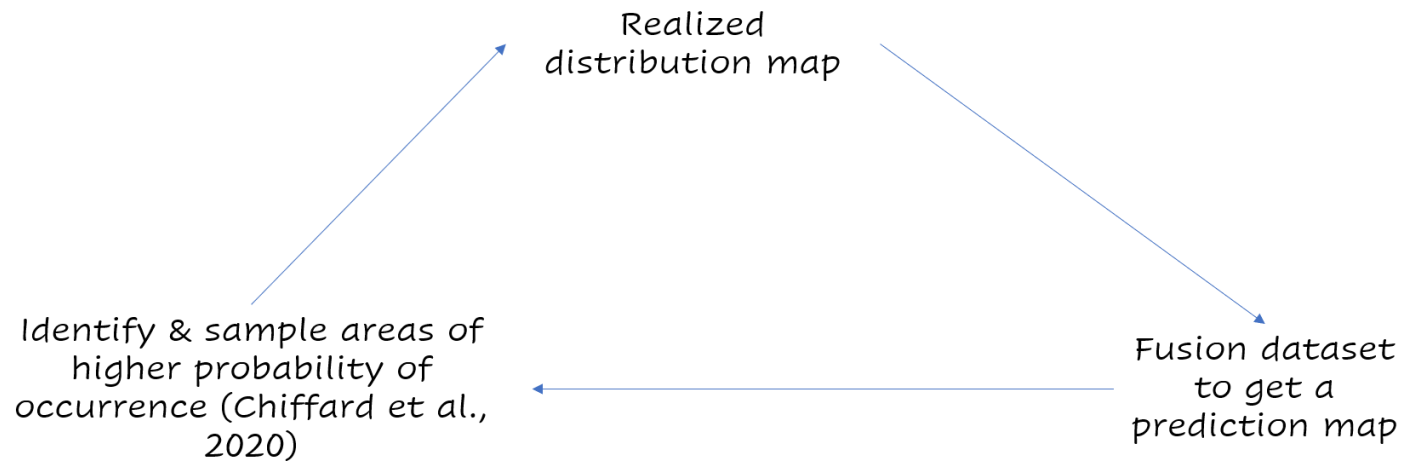 Realized
distribution map
Identify & sample areas of
higher probability of
occurrence (Chiffard et al.,
2020)
Fusion dataset
to get a
prediction map